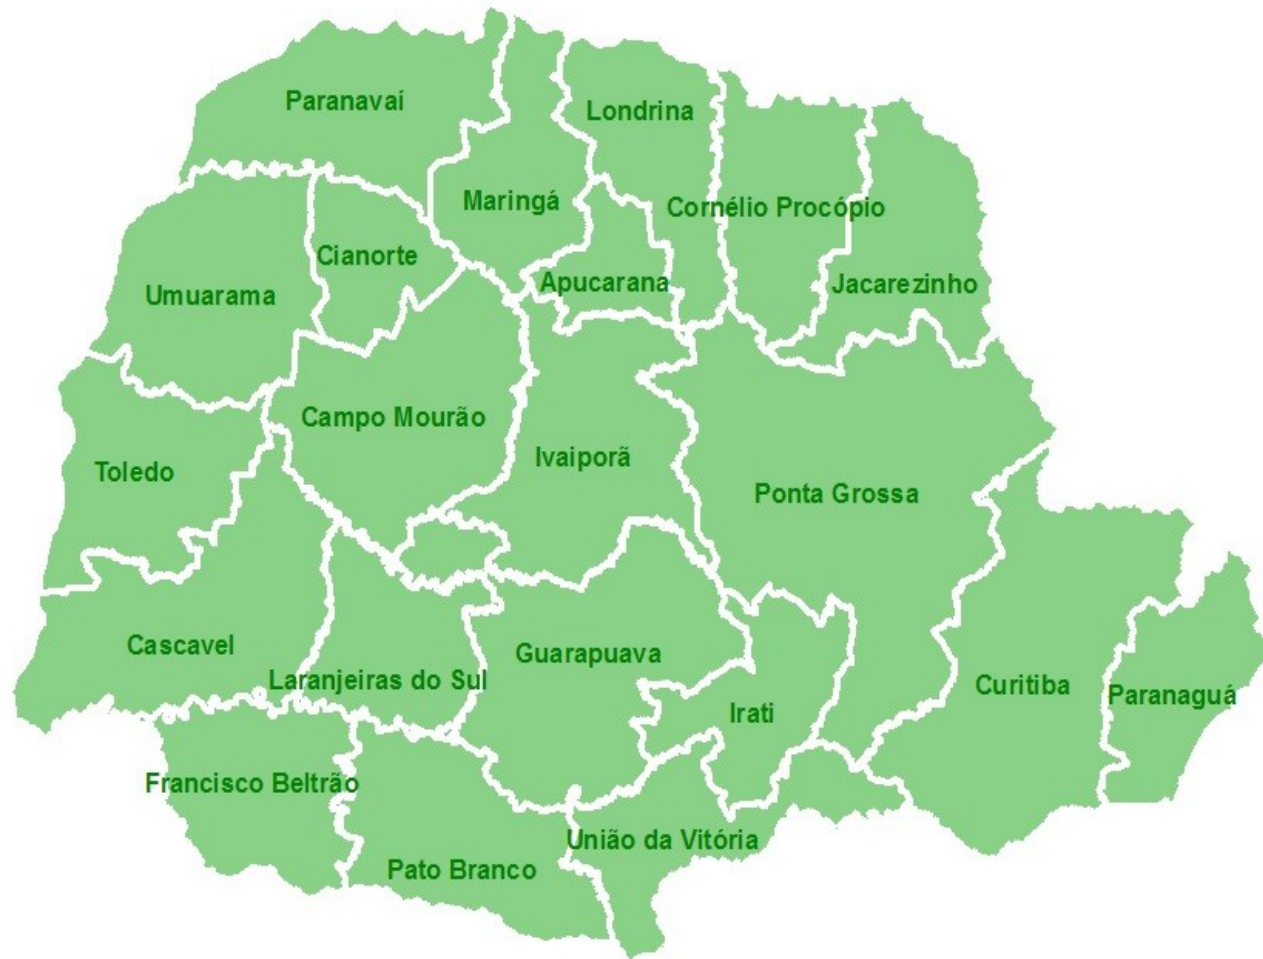 Paranavaí
Londrina
Maringá
Cornélio Procópio
Cianorte
Apucarana
Jacarezinho
Umuarama
Campo Mourão
Ivaiporã
Toledo
Ponta Grossa
Cascavel
Guarapuava
Laranjeiras do Sul
Curitiba
Paranaguá
Irati
Francisco Beltrão
União da Vitória
Pato Branco